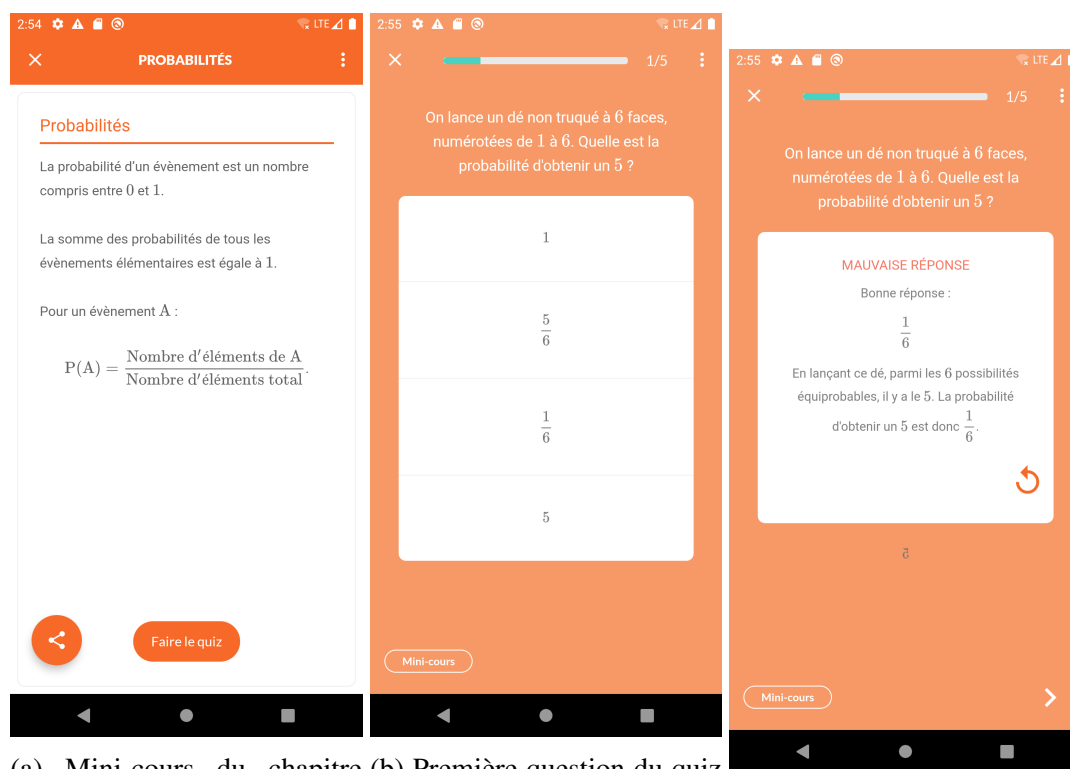 2:54 LTE
PROBABILITÉS
Probabilités
La probabilité d'un évènement est un nombre
compris entre 0 et 1.
La somme des probabilités de tous les
évènements élémentaires est égale à 1.
Pour un évènement A :
P(A) = Nombre d'éléments de A / Nombre d'éléments total.
Faire le quiz
2:55 LTE
1/5
On lance un dé non truqué à 6 faces,
numérotées de 1 à 6. Quelle est la
probabilité d'obtenir un 5 ?
1
5/6
1/6
5
Mini-cours
2:55 LTE
1/5
On lance un dé non truqué à 6 faces,
numérotées de 1 à 6. Quelle est la
probabilité d'obtenir un 5 ?
MAUVAISE RÉPONSE
Bonne réponse :
1/6
En lançant ce dé, parmi les 6 possibilités
équiprobables, il y a le 5. La probabilité
d'obtenir un 5 est donc 1/6.
5
Mini-cours
(a) Mini-cours du chapitre
(b) Première question du quiz